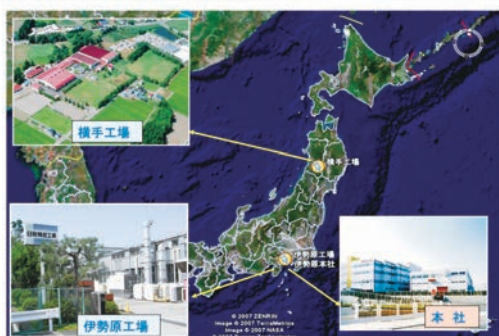 横手工場
横手工場
伊勢原工場
伊勢原本社
伊勢原工場
本社
© 2007 ZENRIN
Image © 2007 TerraMetrics
Image © 2007 NASA